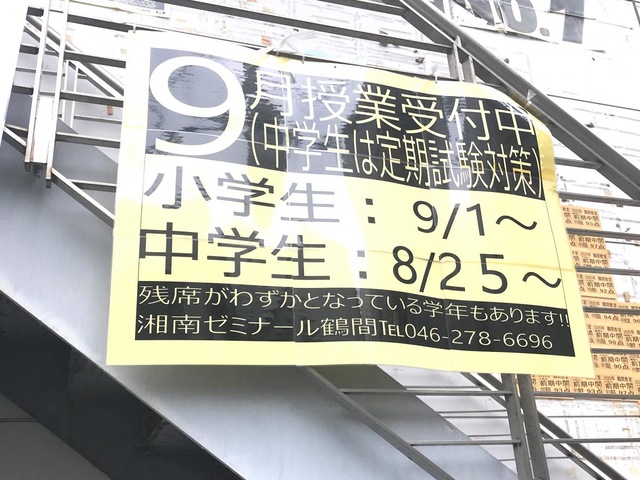 No.1
9月授業受付中
(中学生は定期試験対策)
小学生：9/1～
中学生：8/25～
残席がわずかとなっている学年もあります!!
湘南ゼミナール鶴間TEL046-278-6696